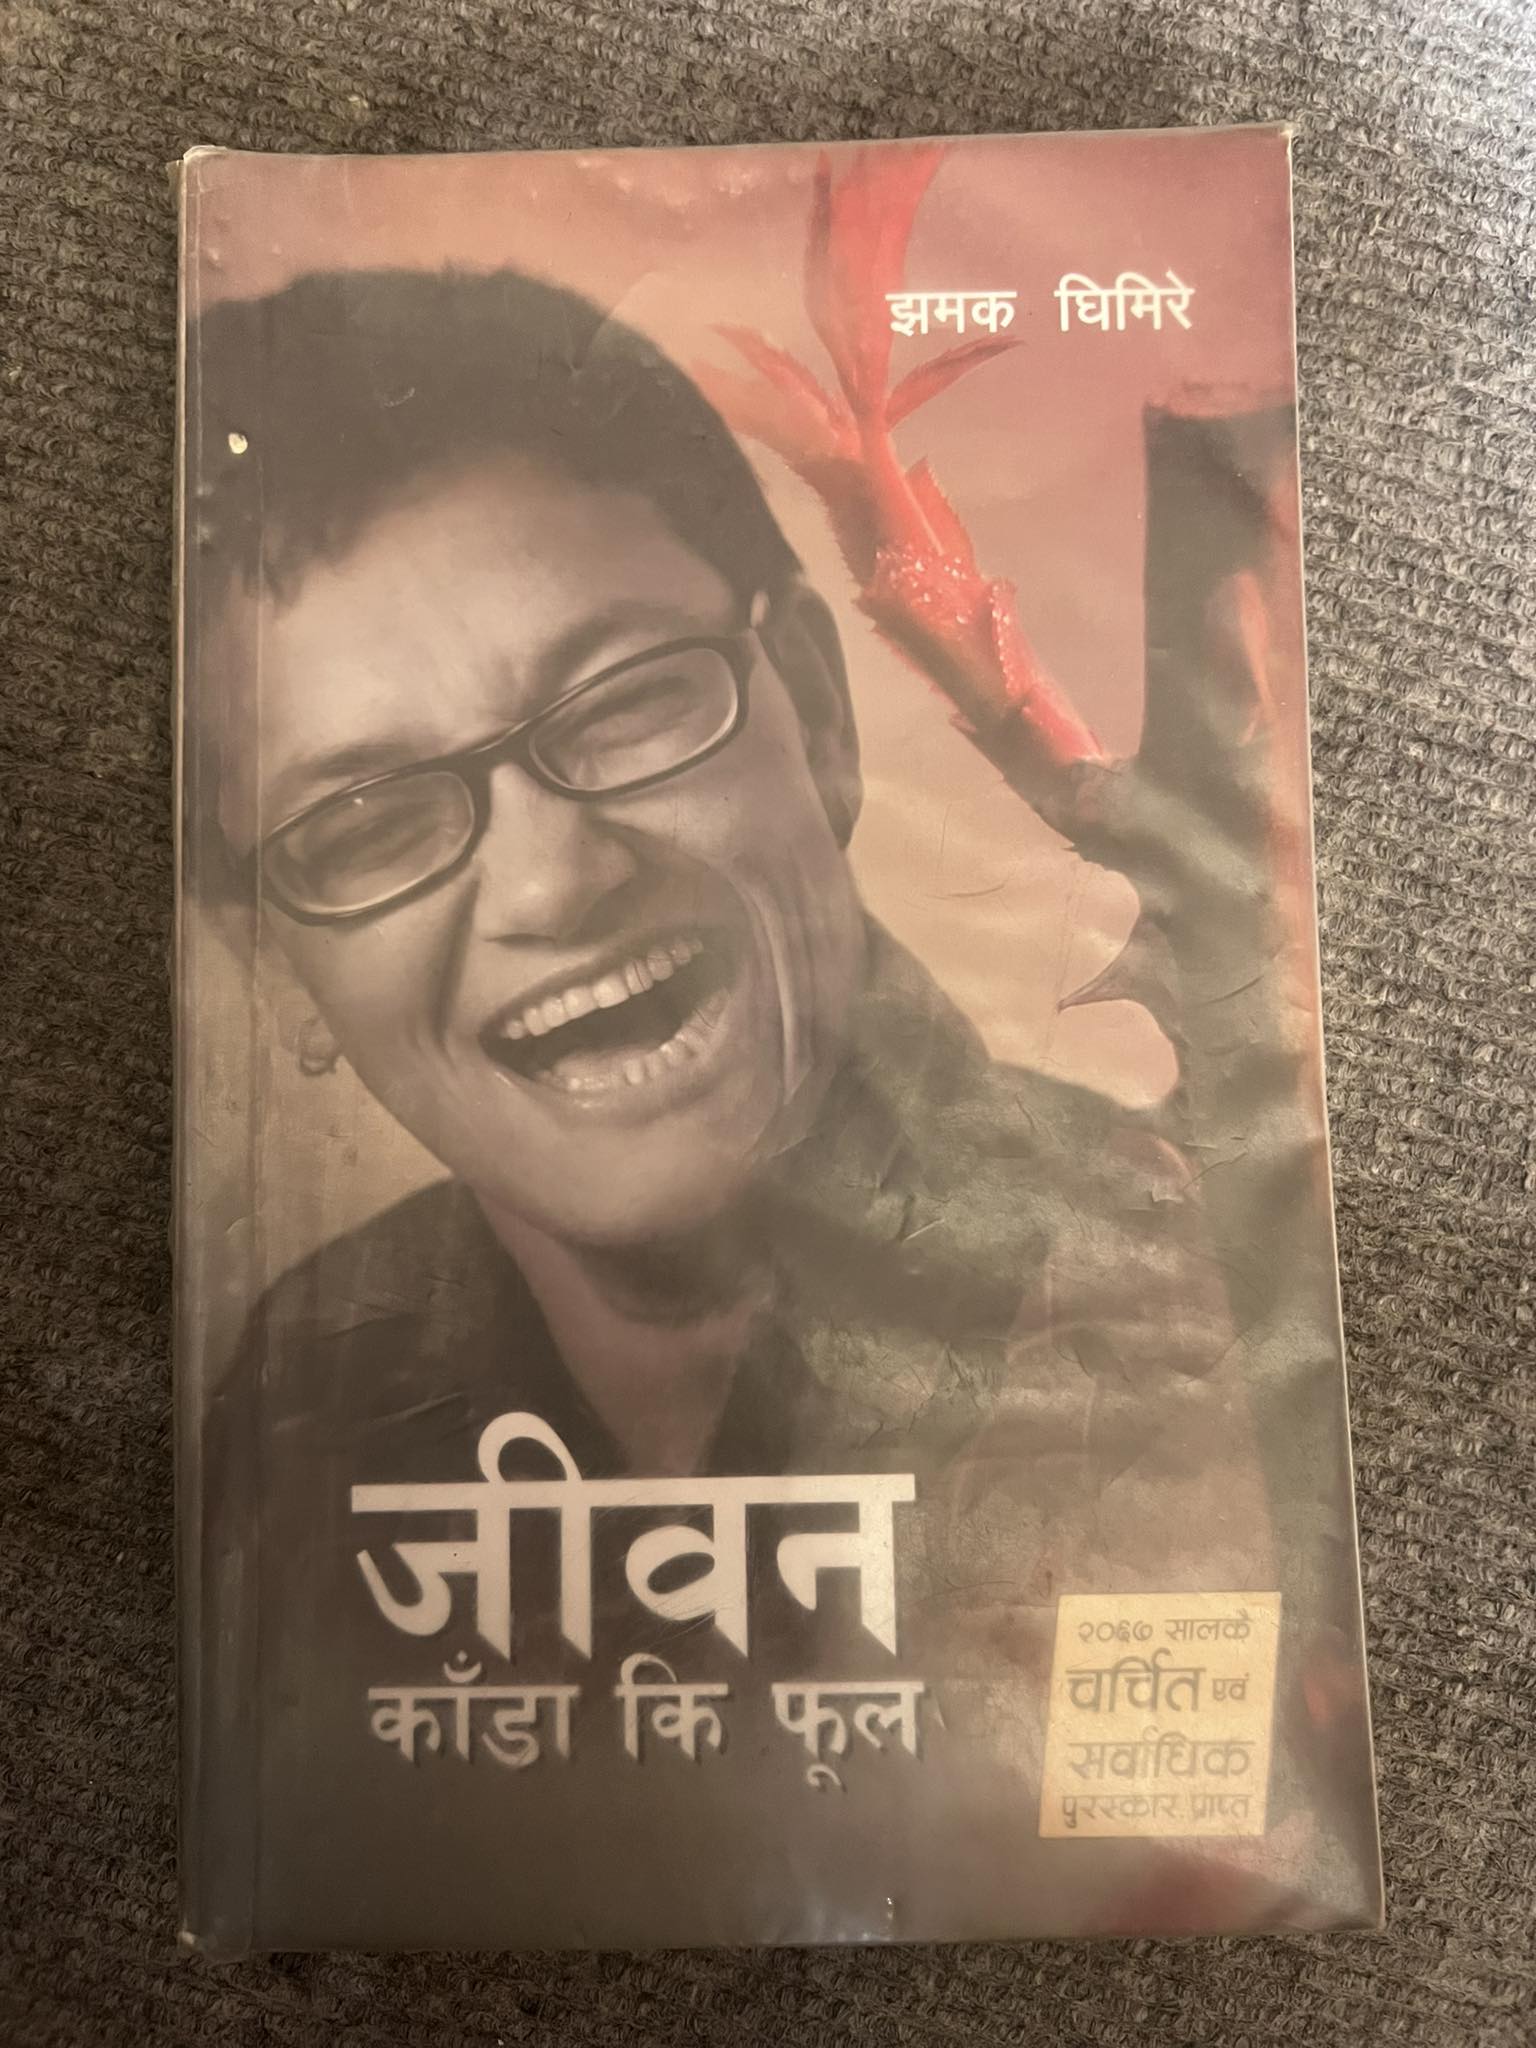 झमक घिमिरे
जीवन
काँडा कि फूल
२०६७ सालकै
चर्चित एवं
सर्वाधिक
पुरस्कार प्राप्त